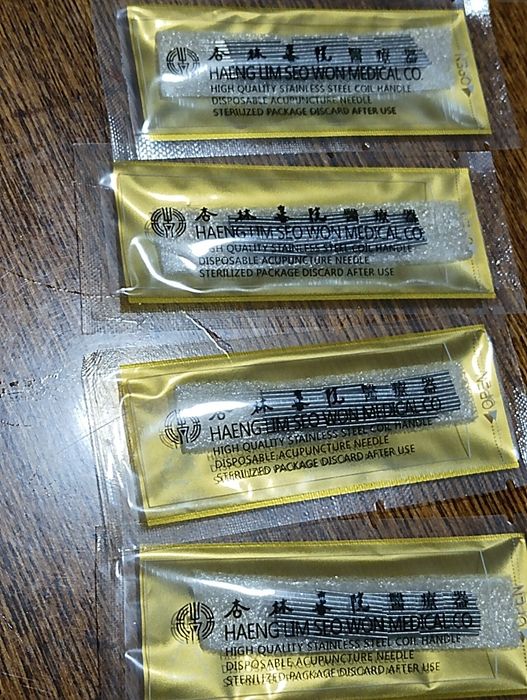 杏林書院醫療器
HAENG LIM SEO WON MEDICAL CO.
HIGH QUALITY STAINLESS STEEL COIL HANDLE
DISPOSABLE ACUPUNCTURE NEEDLE
STERILIZED PACKAGE DISCARD AFTER USE
OPEN
杏林書院醫療器
HAENG LIM SEO WON MEDICAL CO.
HIGH QUALITY STAINLESS STEEL COIL HANDLE
DISPOSABLE ACUPUNCTURE NEEDLE
STERILIZED PACKAGE DISCARD AFTER USE
杏林書院醫療器
HAENG LIM SEO WON MEDICAL CO.
HIGH QUALITY STAINLESS STEEL COIL HANDLE
DISPOSABLE ACUPUNCTURE NEEDLE
STERILIZED PACKAGE DISCARD AFTER USE
OPEN
杏林書院醫療器
HAENG LIM SEO WON MEDICAL CO.
HIGH QUALITY STAINLESS STEEL COIL HANDLE
DISPOSABLE ACUPUNCTURE NEEDLE
STERILIZED PACKAGE DISCARD AFTER USE
OPEN